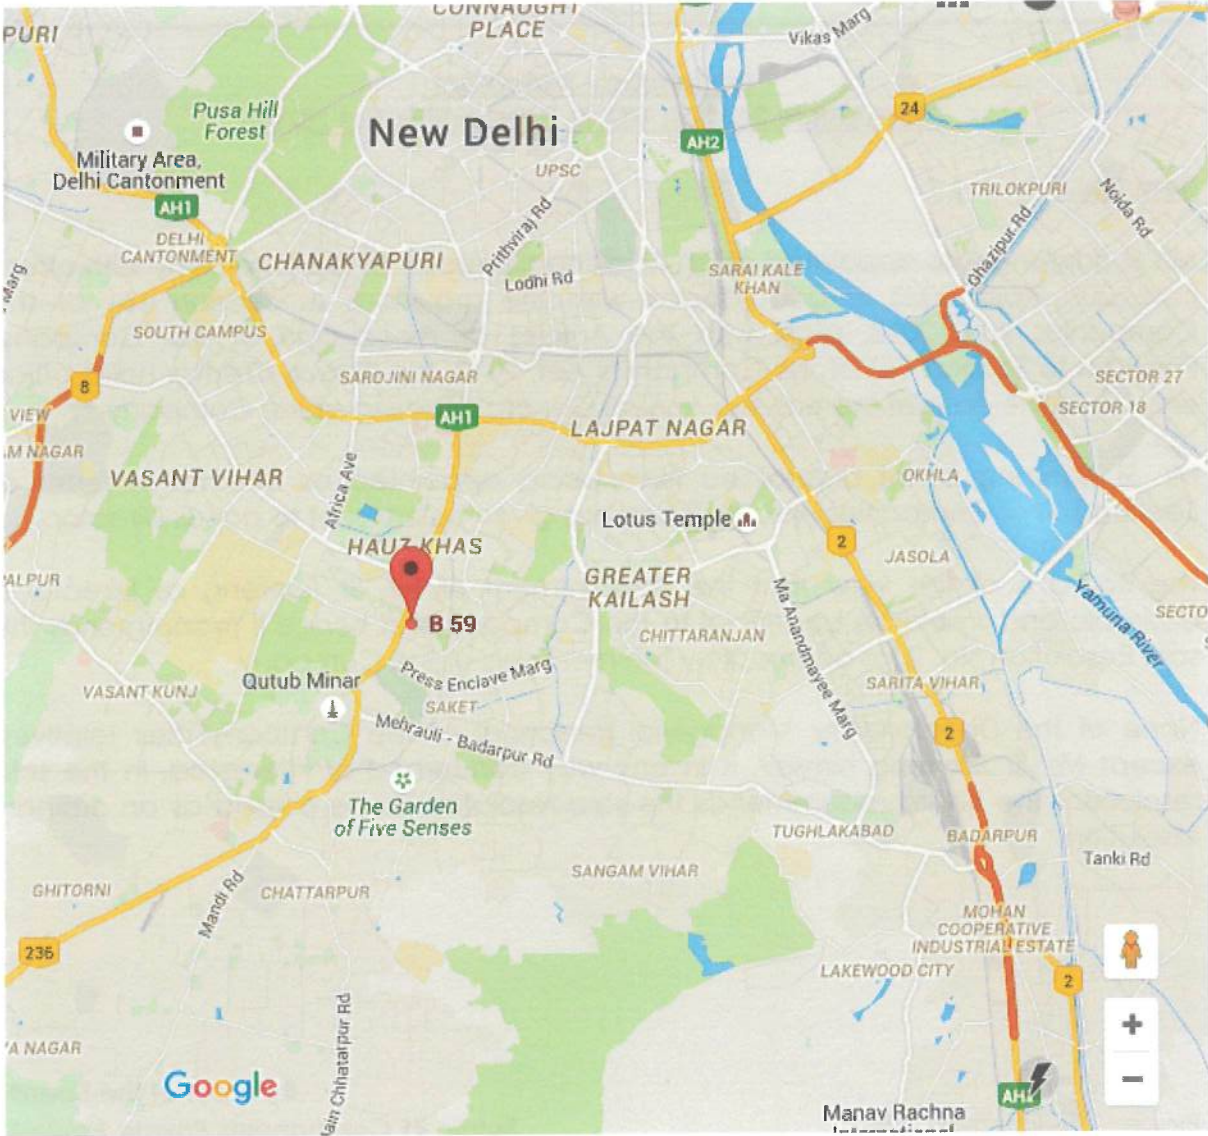 CONNAUGHT
PLACE
PURI
Vikas Marg
Pusa Hill
Forest
24
New Delhi
AH2
Military Area,
Delhi Cantonment
UPSC
TRILOKPURI
Noida Rd
AH1
Prithviraj Rd
Ghazipur Rd
DELHI
CANTONMENT
CHANAKYAPURI
Marg
Lodhi Rd
SARAI KALE
KHAN
SOUTH CAMPUS
SAROJINI NAGAR
SECTOR 27
8
SECTOR 18
VIEW
AH1
LAJPAT NAGAR
AM NAGAR
VASANT VIHAR
Africa Ave
OKHLA
Lotus Temple
2
HAUZ KHAS
JASOLA
ALPUR
GREATER
KAILASH
Ma Anandmayee Marg
Yamuna River
SECTO
B 59
CHITTARANJAN
Press Enclave Marg
Qutub Minar
SARITA VIHAR
VASANT KUNJ
SAKET
Mehrauli - Badarpur Rd
2
The Garden
of Five Senses
TUGHLAKABAD
BADARPUR
Tanki Rd
SANGAM VIHAR
GHITORNI
Mandi Rd
CHATTARPUR
MOHAN
COOPERATIVE
INDUSTRIAL ESTATE
236
LAKEWOOD CITY
2
Main Chhatarpur Rd
+
'A NAGAR
Google
−
AH2
Manav Rachna
International